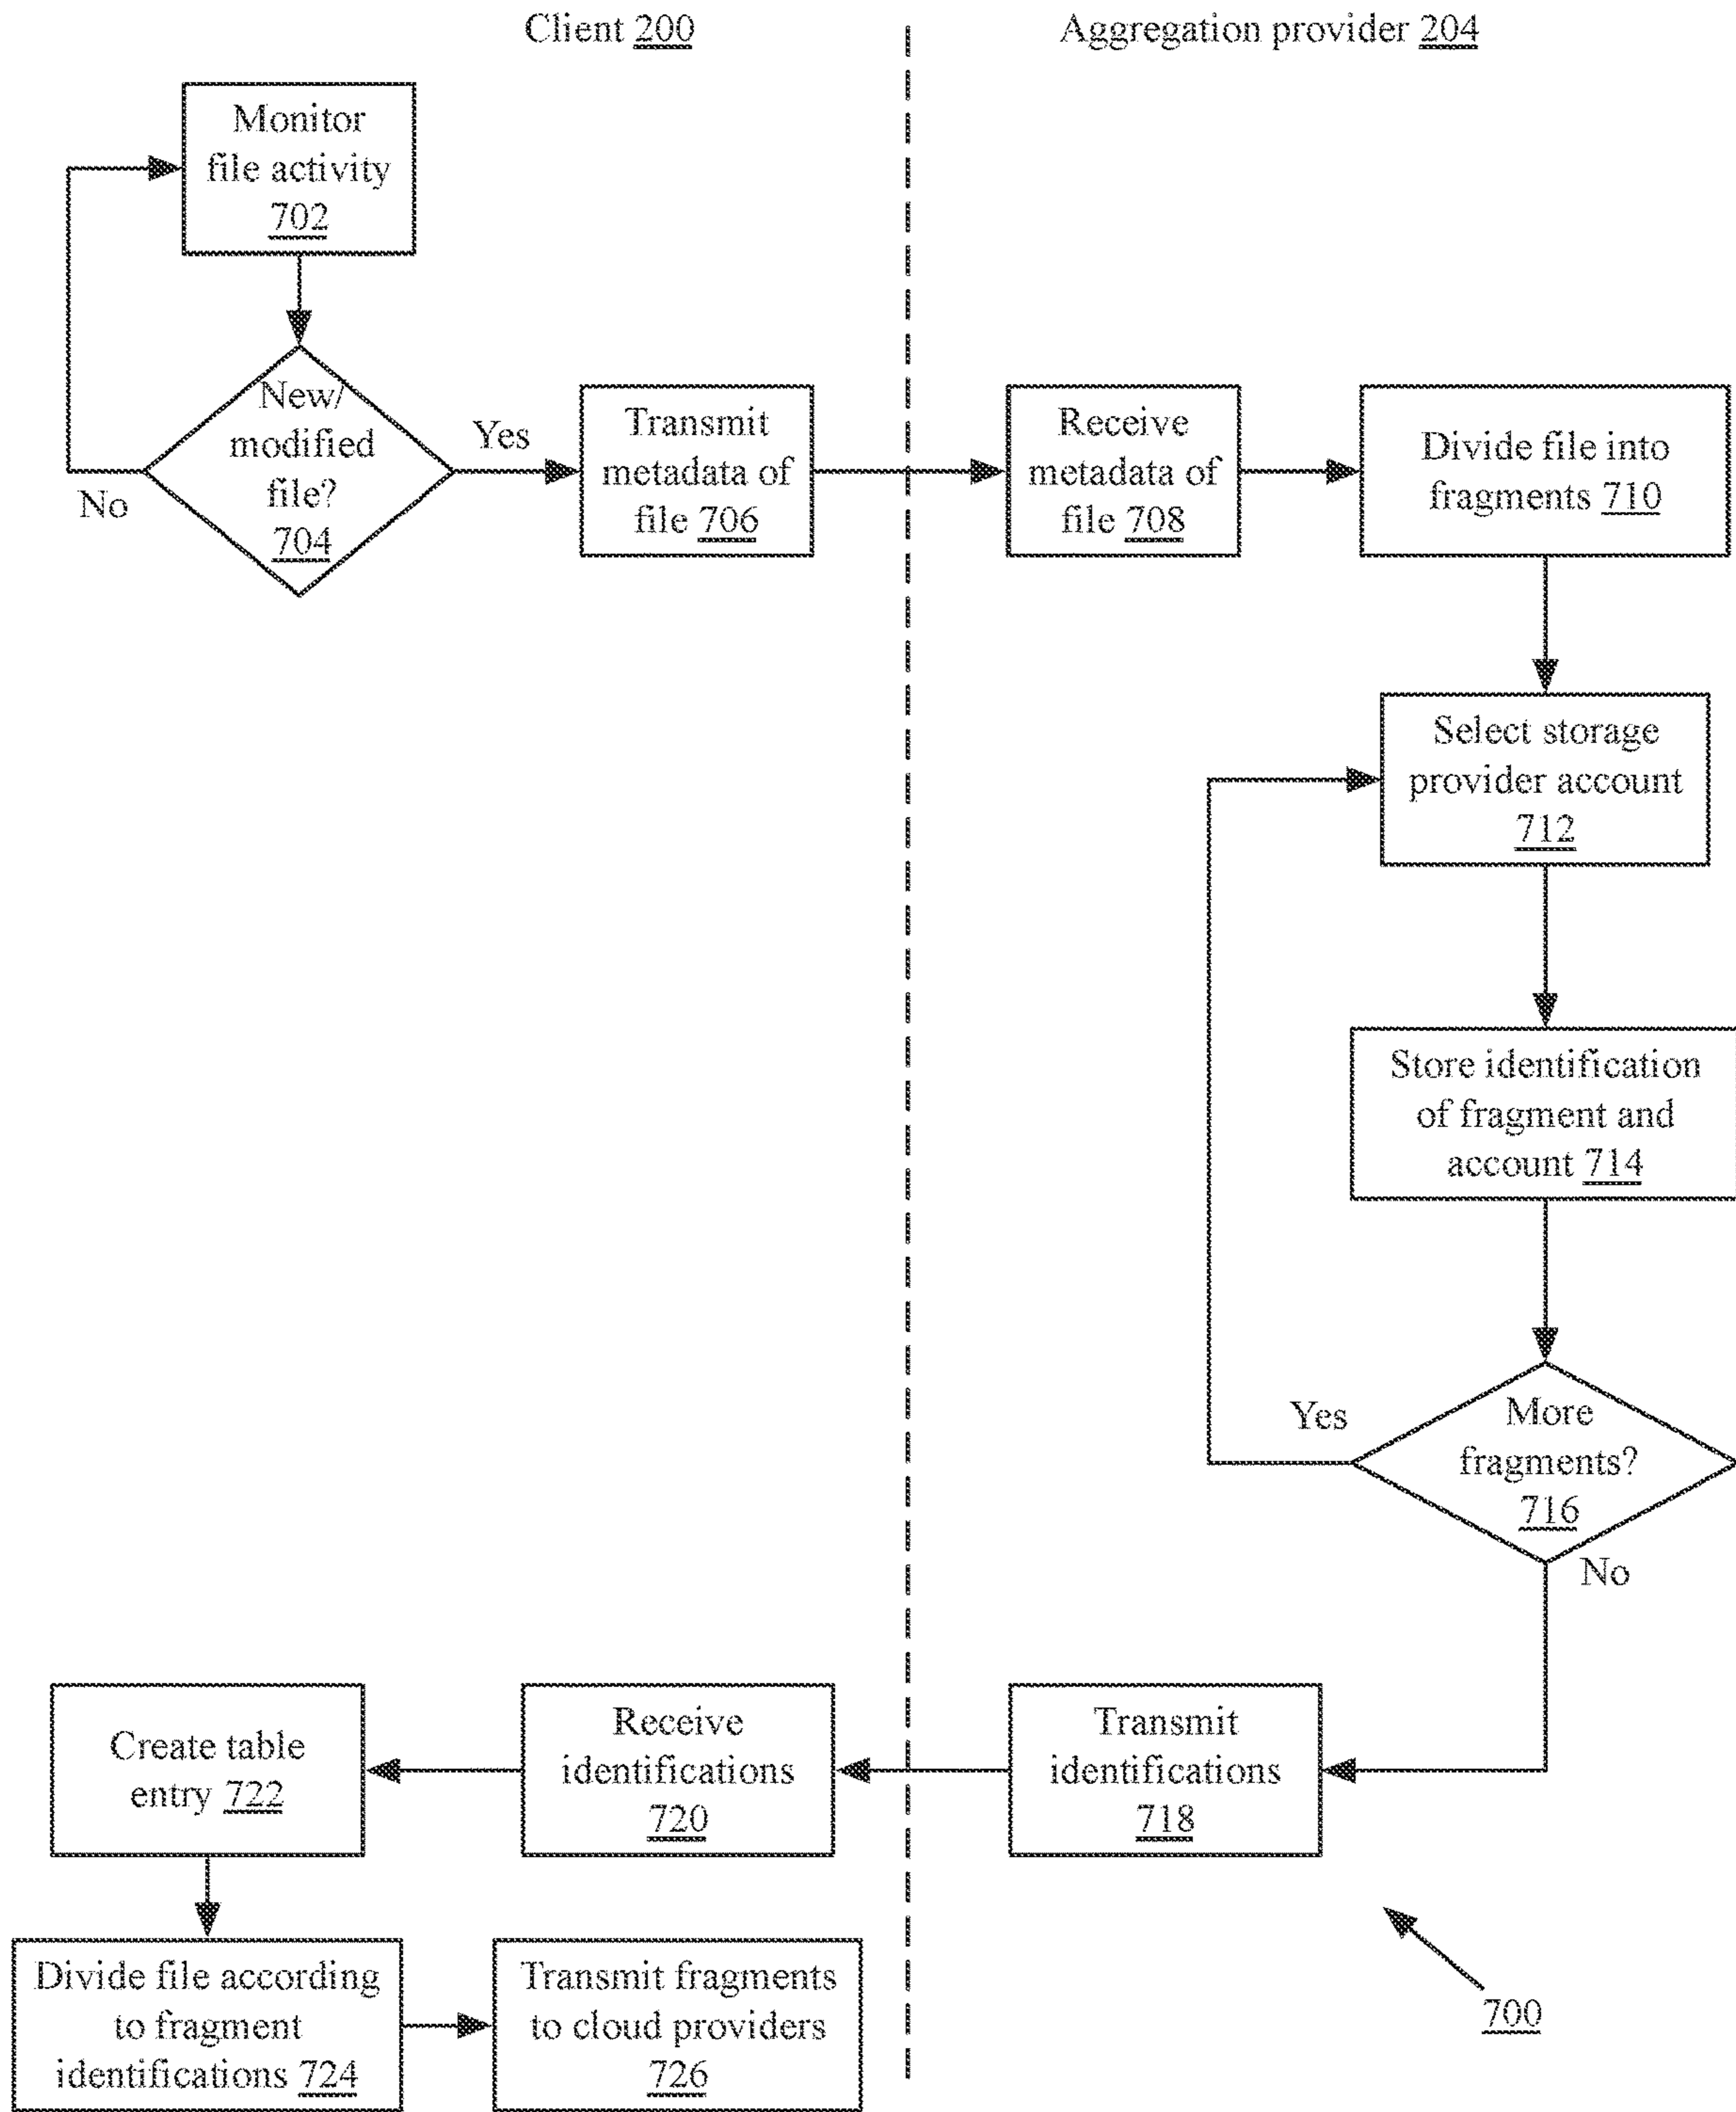 Client 200
Aggregation provider 204
Monitor
file activity
702
New/
modified
file?
704
No
Yes
Transmit
metadata of
file 706
Receive
metadata of
file 708
Divide file into
fragments 710
Select storage
provider account
712
Store identification
of fragment and
account 714
More
fragments?
716
Yes
No
Transmit
identifications
718
Receive
identifications
720
Create table
entry 722
Divide file according
to fragment
identifications 724
Transmit fragments
to cloud providers
726
700